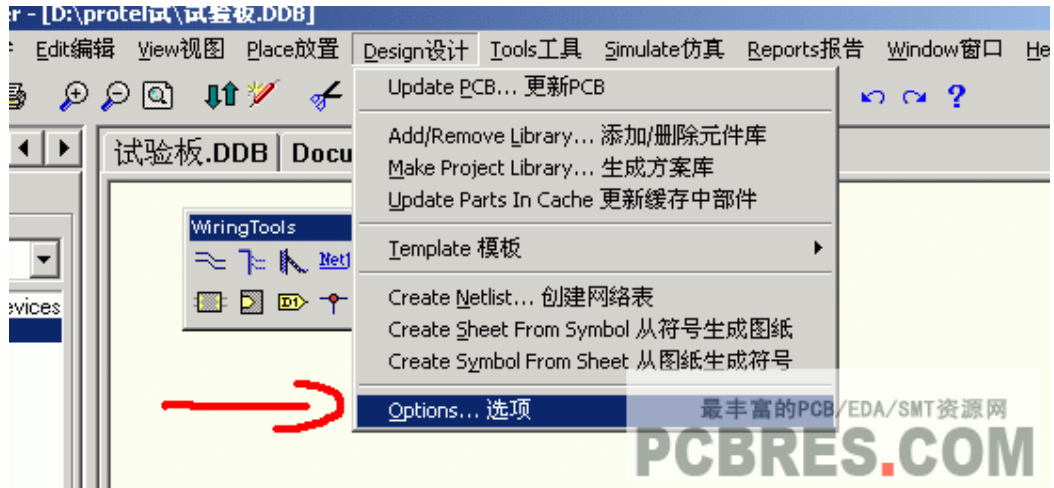 r - [D:\protel试\试验板.DDB]
Edit编辑 View视图 Place放置 Design设计 Tools工具 Simulate仿真 Reports报告 Window窗口 He
Update PCB... 更新PCB
Add/Remove Library... 添加/删除元件库
试验板.DDB Docu
Make Project Library... 生成方案库
Update Parts In Cache 更新缓存中部件
WiringTools
Template 模板
Net1
D1
evices
Create Netlist... 创建网络表
Create Sheet From Symbol 从符号生成图纸
Create Symbol From Sheet 从图纸生成符号
Options... 选项
最丰富的PCB/EDA/SMT资源网
PCBRES.COM